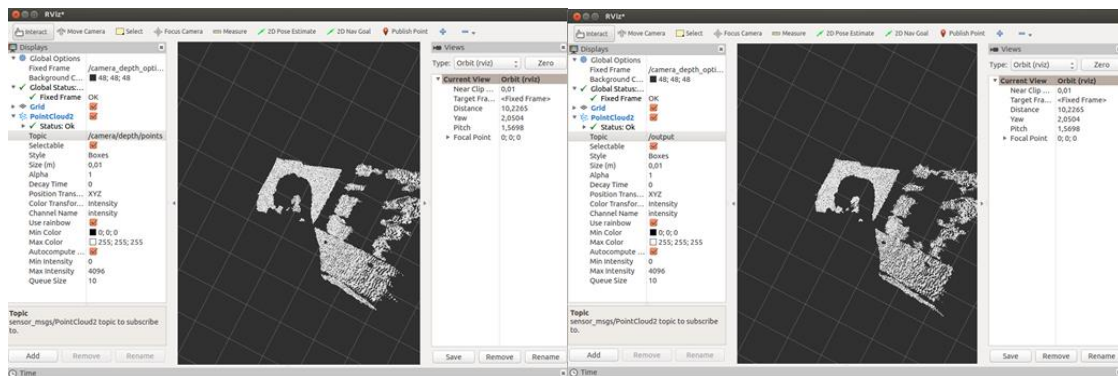 RViz*
Interact Move Camera Select Focus Camera Measure 2D Pose Estimate 2D Nav Goal Publish Point
Displays
Global Options
Fixed Frame /camera_depth_opti...
Background C... 48; 48; 48
Global Status:...
Fixed Frame OK
Grid
PointCloud2
Status: Ok
Topic /camera/depth/points
Selectable
Style Boxes
Size (m) 0,01
Alpha 1
Decay Time 0
Position Trans... XYZ
Color Transfor... Intensity
Channel Name intensity
Use rainbow
Min Color 0; 0; 0
Max Color 255; 255; 255
Autocompute ...
Min Intensity 0
Max Intensity 4096
Queue Size 10
Topic
sensor_msgs/PointCloud2 topic to subscribe
to.
Add Remove Rename
Time
Views
Type: Orbit (rviz) Zero
Current View Orbit (rviz)
Near Clip ... 0,01
Target Fra... <Fixed Frame>
Distance 10,2265
Yaw 2,0504
Pitch 1,5698
Focal Point 0; 0; 0
Save Remove Rename
RViz*
Interact Move Camera Select Focus Camera Measure 2D Pose Estimate 2D Nav Goal Publish Point
Displays
Global Options
Fixed Frame /camera_depth_opti...
Background C... 48; 48; 48
Global Status:...
Fixed Frame OK
Grid
PointCloud2
Status: Ok
Topic /output
Selectable
Style Boxes
Size (m) 0,01
Alpha 1
Decay Time 0
Position Trans... XYZ
Color Transfor... Intensity
Channel Name intensity
Use rainbow
Min Color 0; 0; 0
Max Color 255; 255; 255
Autocompute ...
Min Intensity 0
Max Intensity 4096
Queue Size 10
Topic
sensor_msgs/PointCloud2 topic to subscribe
to.
Add Remove Rename
Time
Views
Type: Orbit (rviz) Zero
Current View Orbit (rviz)
Near Clip ... 0,01
Target Fra... <Fixed Frame>
Distance 10,2265
Yaw 2,0504
Pitch 1,5698
Focal Point 0; 0; 0
Save Remove Rename